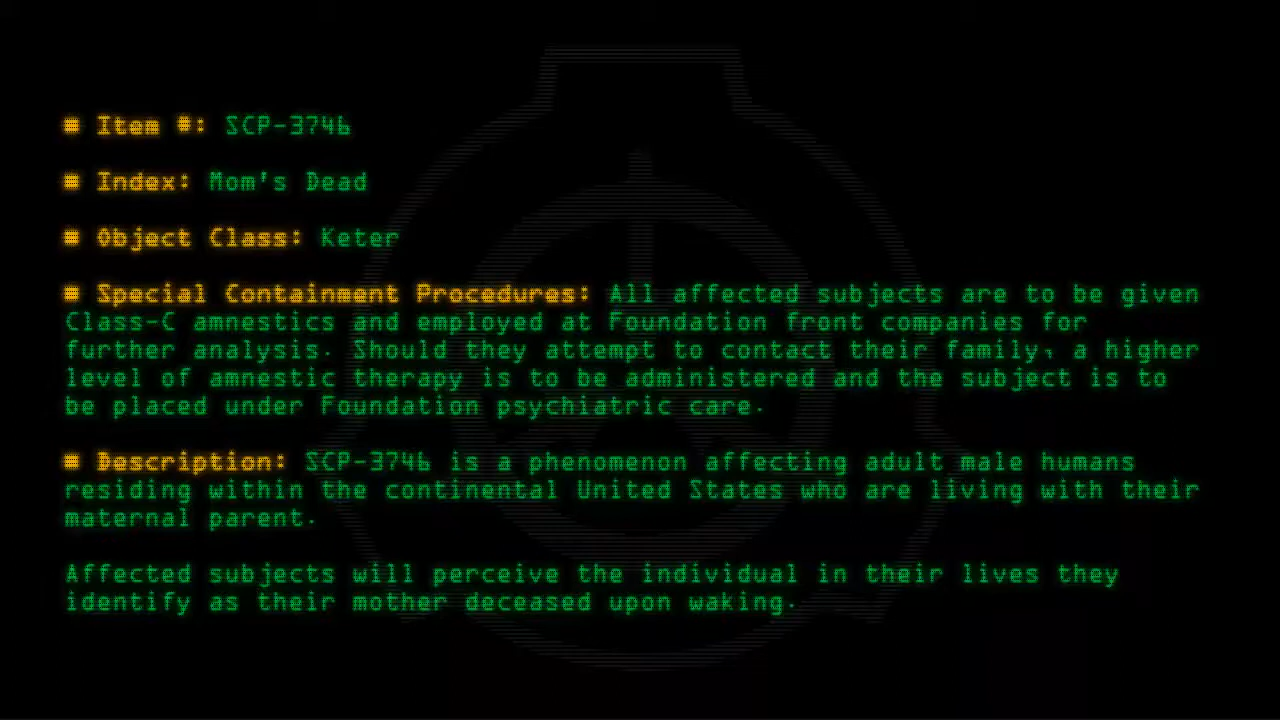 # Item #: SCP-3746
# Index: Mom's Dead
# Object Class: Keter
# Special Containment Procedures: All affected subjects are to be given
Class-C amnestics and employed at Foundation front companies for
further analysis. Should they attempt to contact their family, a higher
level of amnestic therapy is to be administered and the subject is to
be placed under Foundation psychiatric care.
# Description: SCP-3746 is a phenomenon affecting adult male humans
residing within the continental United States who are living with their
maternal parent.
Affected subjects will perceive the individual in their lives they
identify as their mother deceased upon waking.